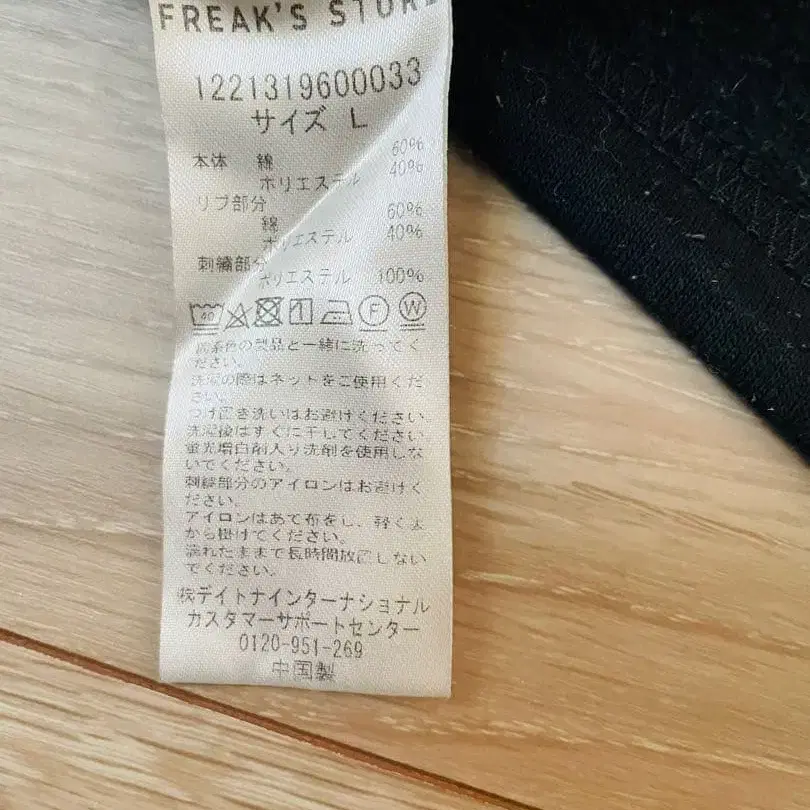 FREAK'S STORE
1221319600033
サイズ L
本体 綿 60%
ポリエステル 40%
リブ部分
綿 60%
ポリエステル 40%
刺繍部分
ポリエステル 100%
40 F W
同系色の製品と一緒に洗ってく
ださい。
洗濯の際はネットをご使用くだ
さい。
つけ置き洗いはお避けください。
洗濯後はすぐに干してください。
蛍光増白剤入り洗剤を使用しな
いでください。
刺繍部分のアイロンはお避けく
ださい。
アイロンはあて布をし、軽く上
から掛けてください。
濡れたままで長時間放置しない
でください。
㈱デイトナインターナショナル
カスタマーサポートセンター
0120-951-269
中国製